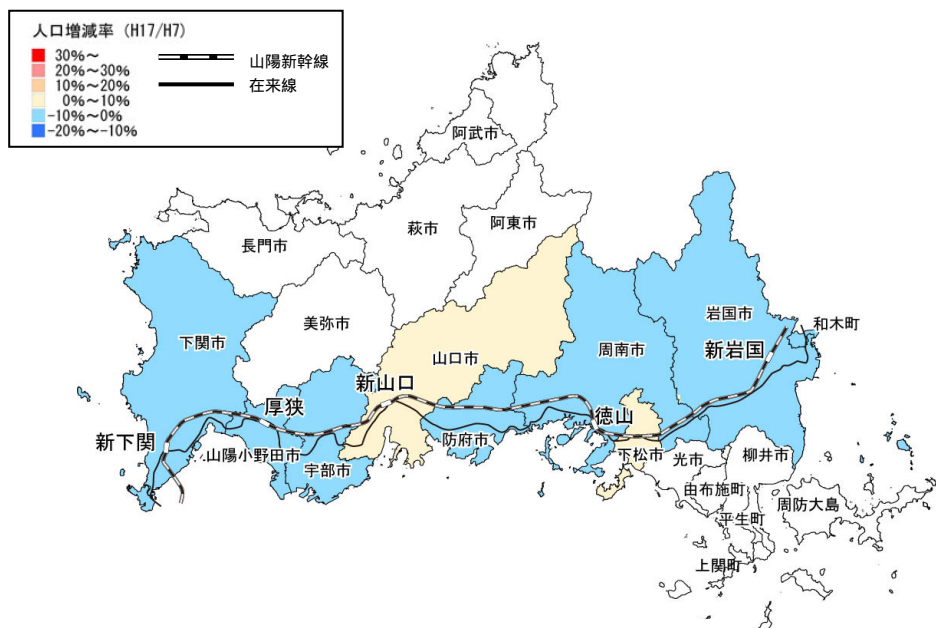 人口増減率 (H17/H7)
30%～
20%～30%
10%～20%
0%～10%
-10%～0%
-20%～-10%
山陽新幹線
在来線
阿武市
萩市
阿東市
長門市
美弥市
下関市
山口市
周南市
岩国市
和木町
新岩国
新山口
厚狭
徳山
新下関
防府市
山陽小野田市
宇部市
下松市
光市
柳井市
由布施町
周防大島
平生町
上関町